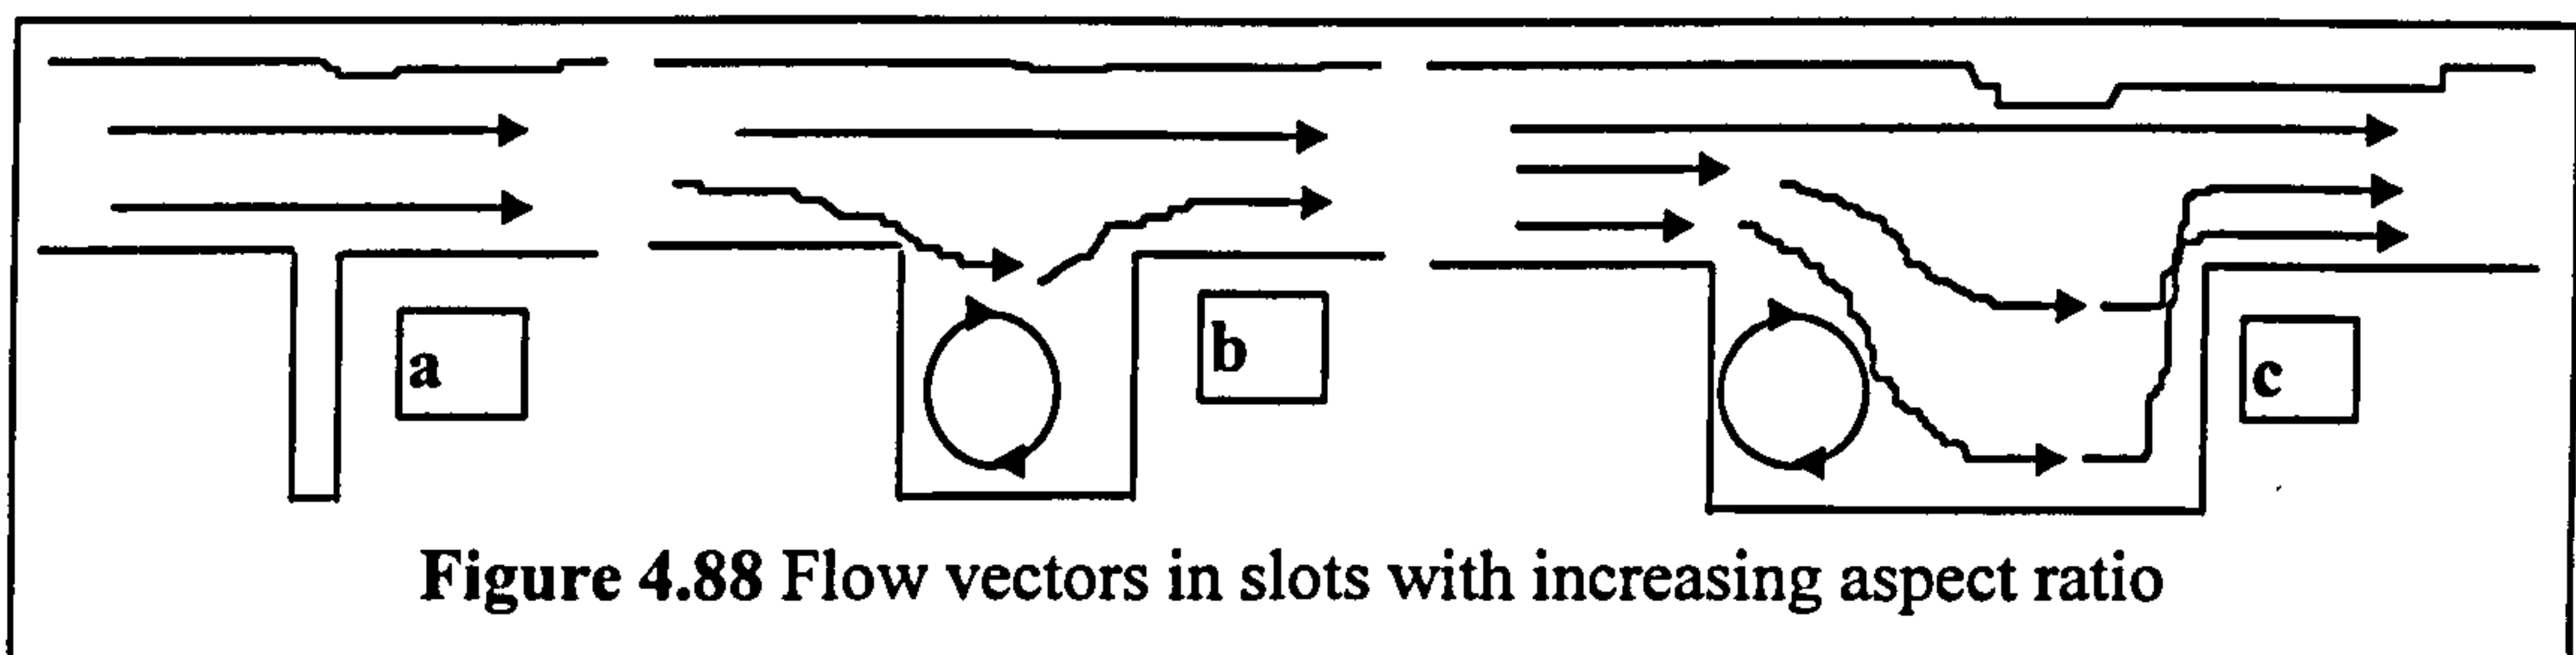 a
b
c
Figure 4.88 Flow vectors in slots with increasing aspect ratio